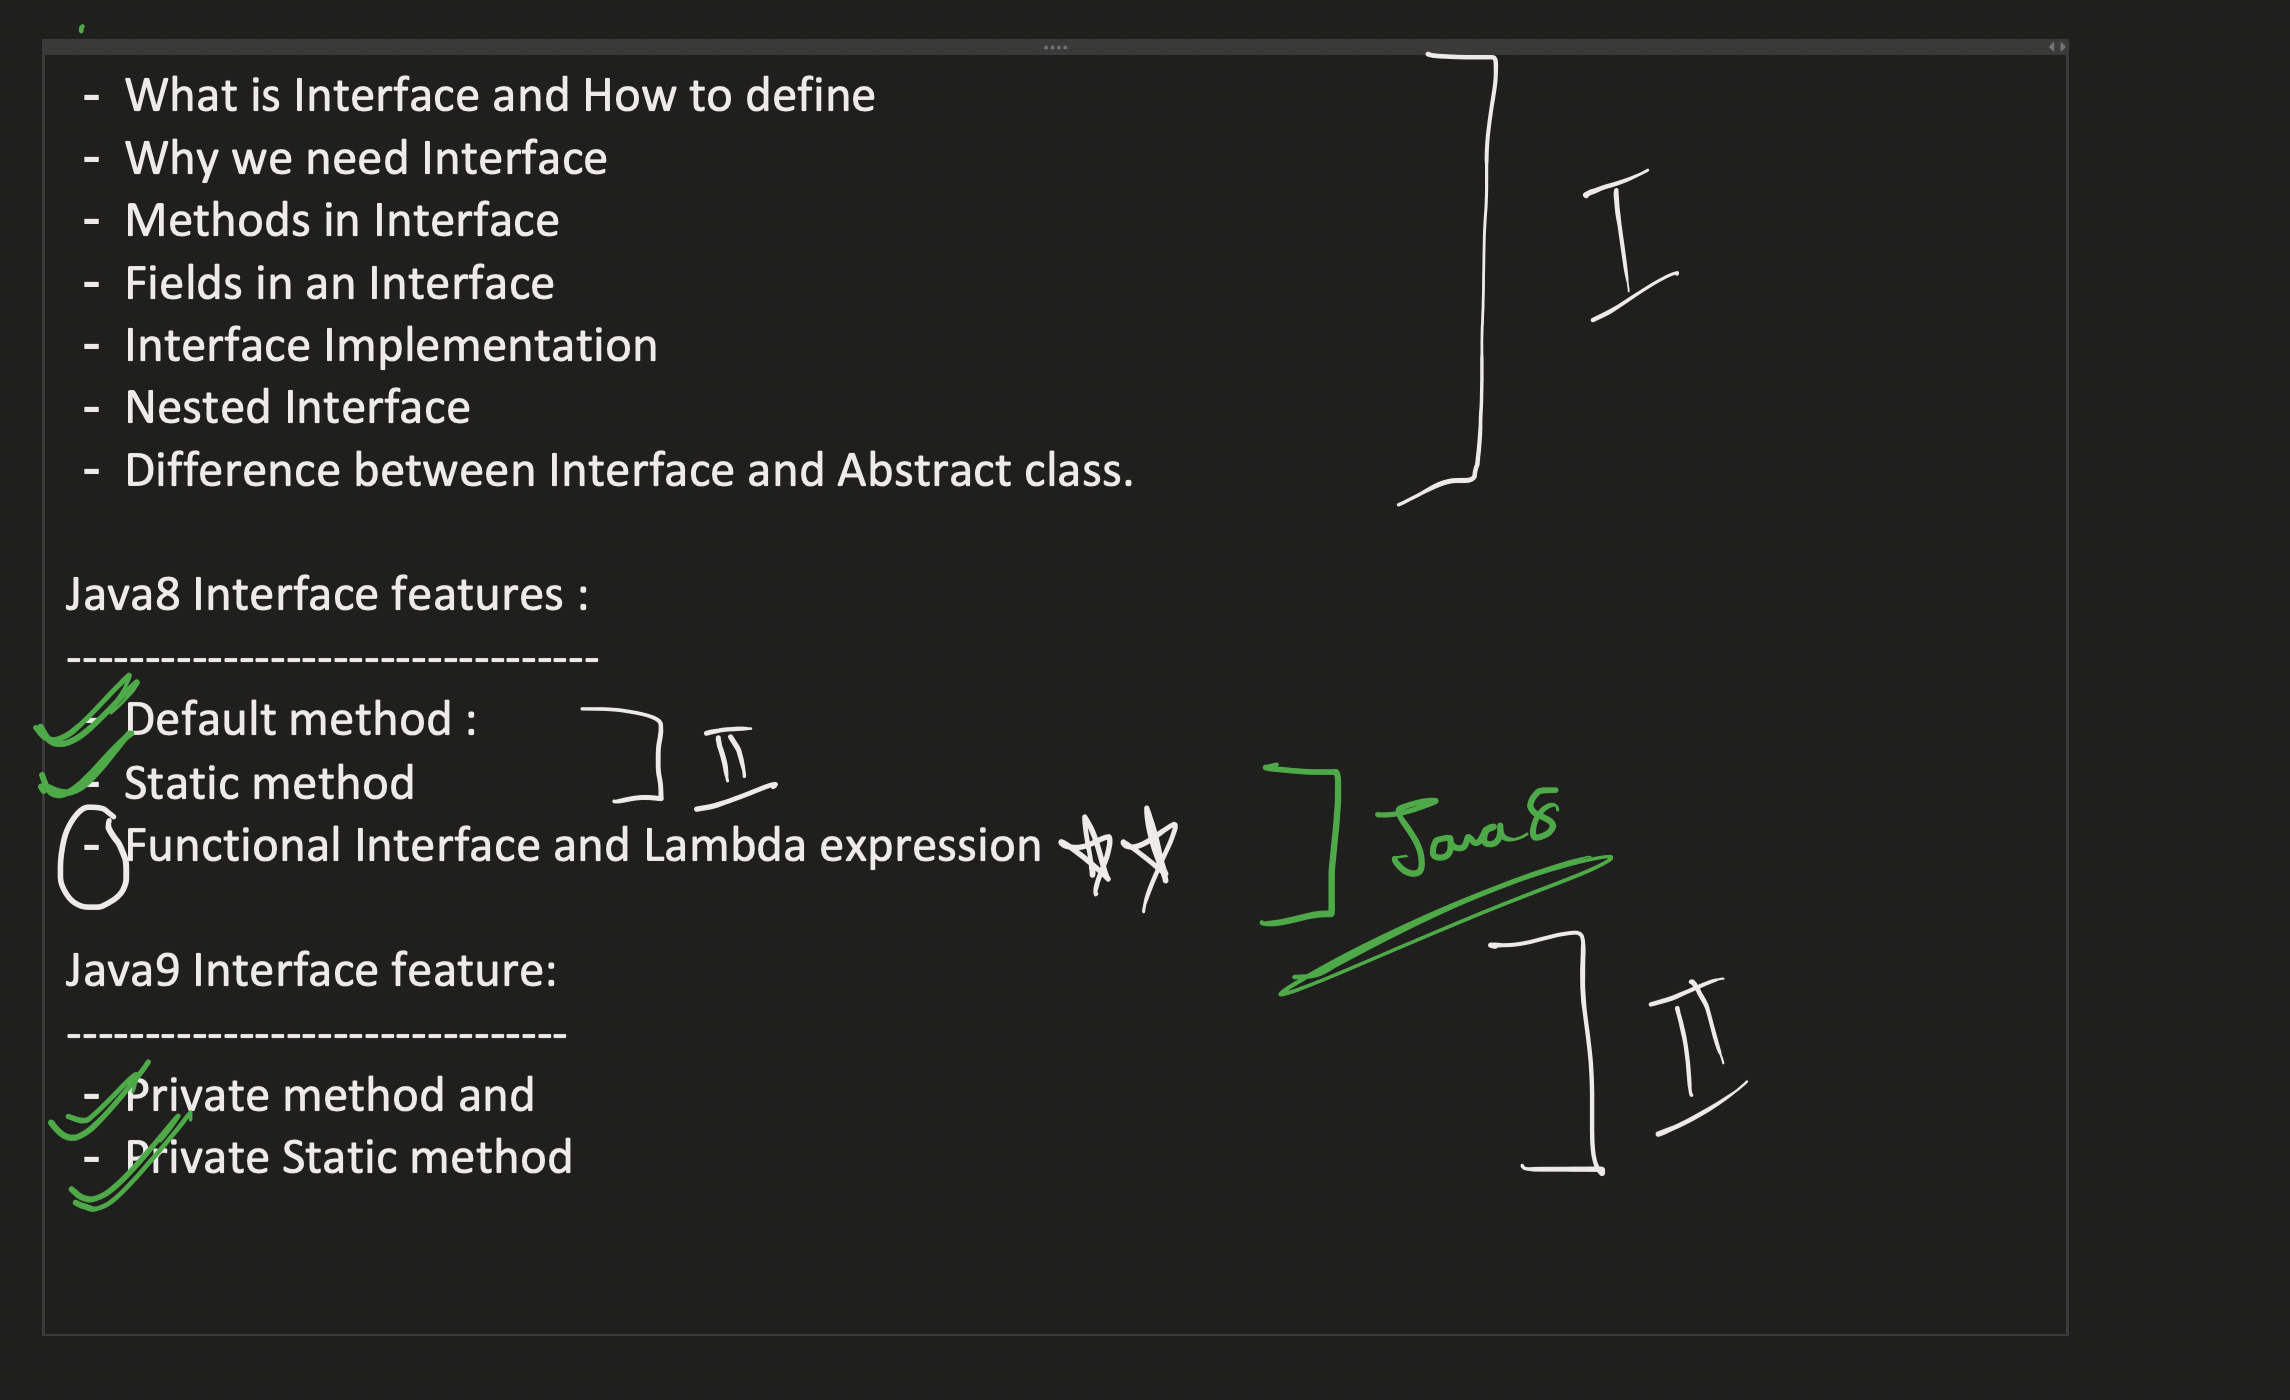 - What is Interface and How to define
- Why we need Interface
- Methods in Interface
- Fields in an Interface
- Interface Implementation
- Nested Interface
- Difference between Interface and Abstract class.
I
Java8 Interface features :
----------------------------------
- Default method :
- Static method
II
- Functional Interface and Lambda expression
Java8
Java9 Interface feature:
--------------------------------
- Private method and
- Private Static method
II